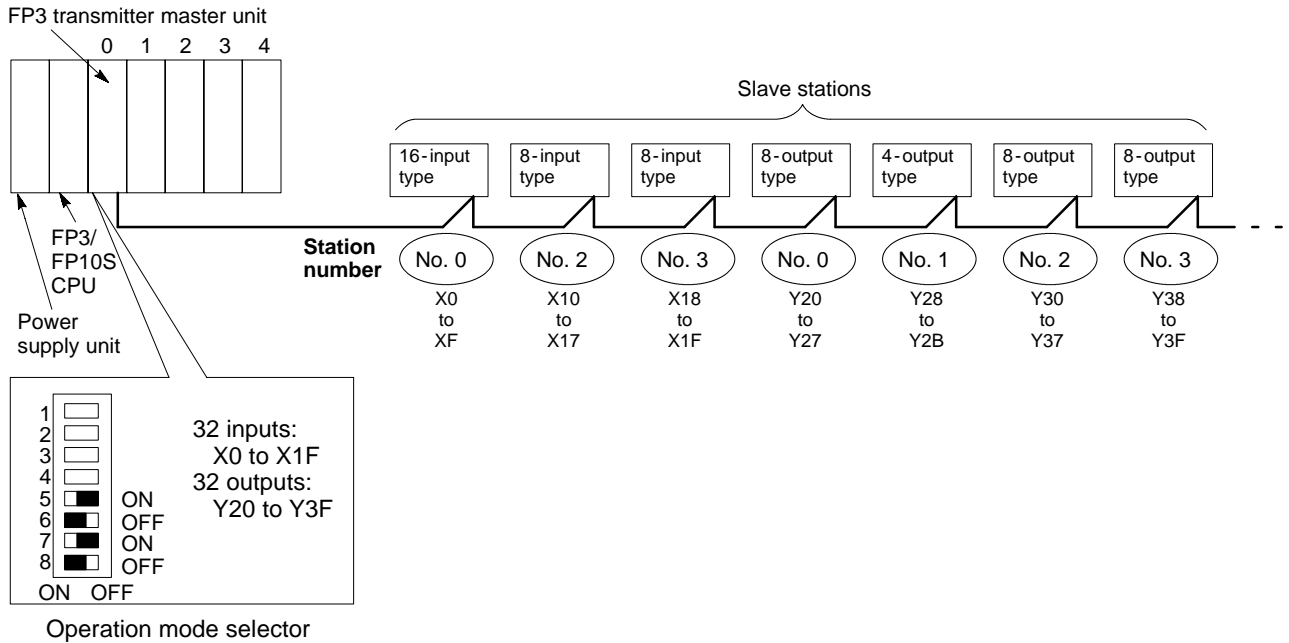 FP3 transmitter master unit
0 1 2 3 4
Slave stations
16-input type
8-input type
8-input type
8-output type
4-output type
8-output type
8-output type
FP3/
FP10S
CPU
Power
supply unit
Station
number
No. 0
No. 2
No. 3
No. 0
No. 1
No. 2
No. 3
X0
to
XF
X10
to
X17
X18
to
X1F
Y20
to
Y27
Y28
to
Y2B
Y30
to
Y37
Y38
to
Y3F
1
2
3
4
5 ON
6 OFF
7 ON
8 OFF
ON OFF
32 inputs:
X0 to X1F
32 outputs:
Y20 to Y3F
Operation mode selector